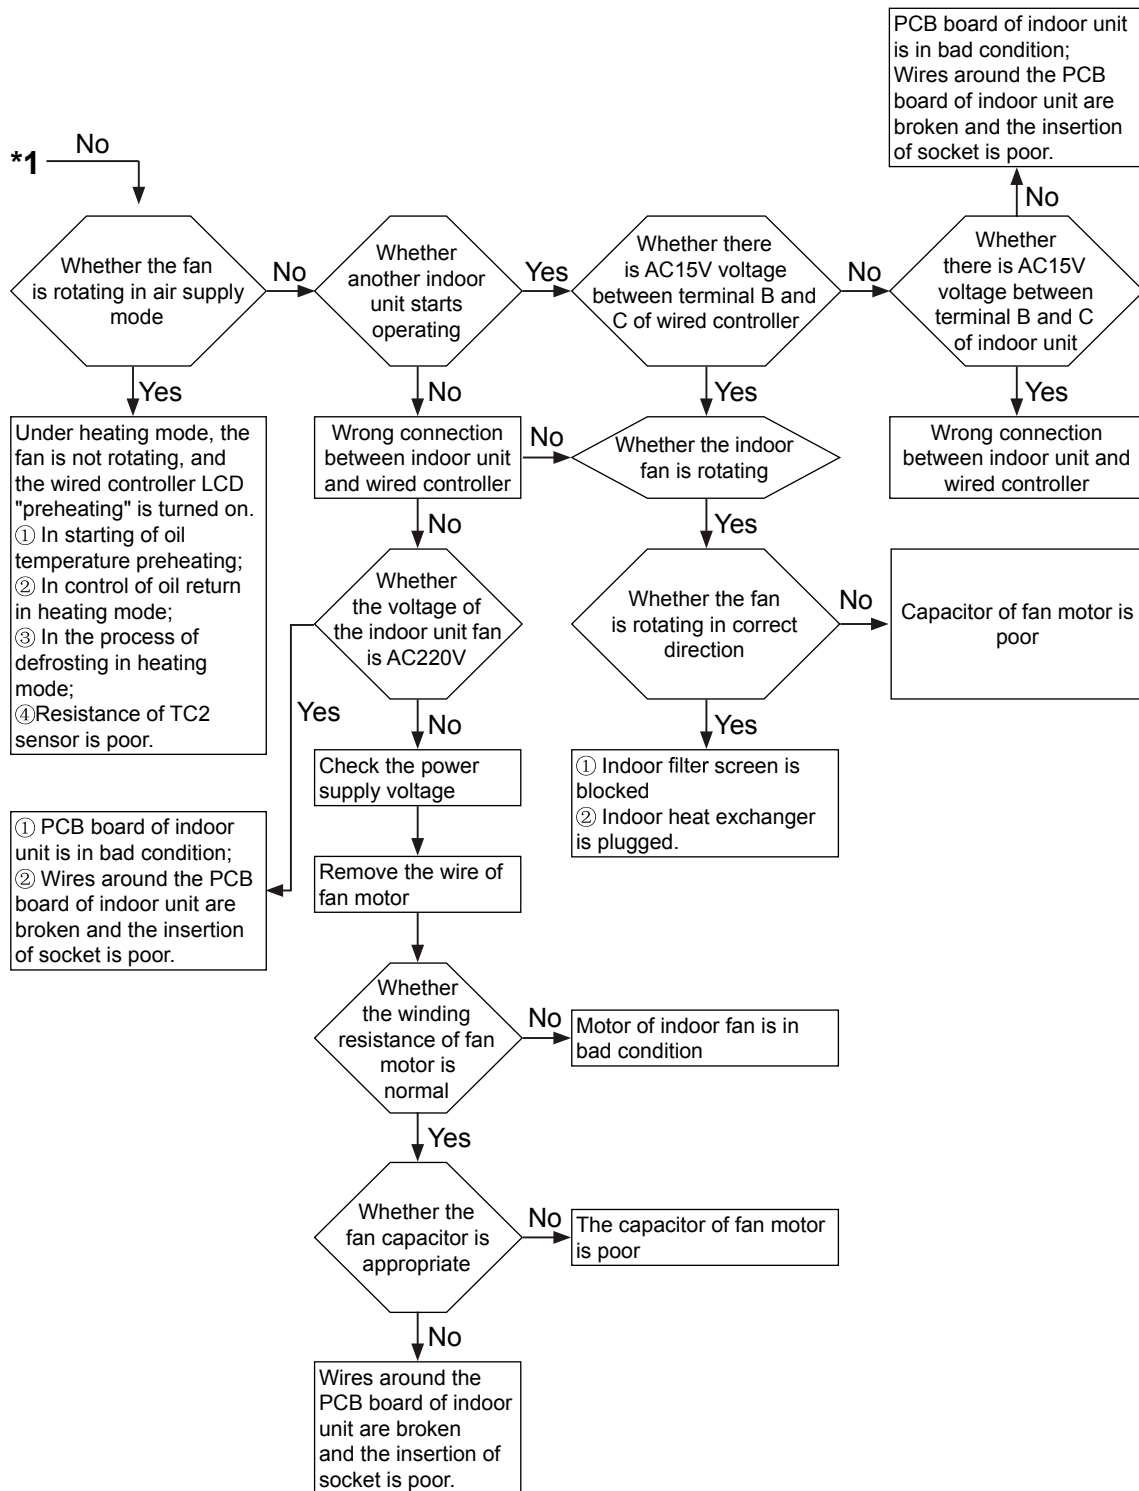 PCB board of indoor unit
is in bad condition;
Wires around the PCB
board of indoor unit are
broken and the insertion
of socket is poor.
No
*1
No
Whether the fan
is rotating in air supply
mode
No
Whether
another indoor
unit starts
operating
Yes
Whether there
is AC15V voltage
between terminal B and
C of wired controller
No
Whether
there is AC15V
voltage between
terminal B and C
of indoor unit
Yes
No
Yes
Yes
Under heating mode, the
fan is not rotating, and
the wired controller LCD
"preheating" is turned on.
① In starting of oil
temperature preheating;
② In control of oil return
in heating mode;
③ In the process of
defrosting in heating
mode;
④Resistance of TC2
sensor is poor.
Wrong connection
between indoor unit
and wired controller
No
Whether the indoor
fan is rotating
Wrong connection
between indoor unit and
wired controller
No
Yes
Whether
the voltage of
the indoor unit fan
is AC220V
Whether the fan
is rotating in correct
direction
No
Capacitor of fan motor is
poor
Yes
No
Yes
Check the power
supply voltage
① Indoor filter screen is
blocked
② Indoor heat exchanger
is plugged.
① PCB board of indoor
unit is in bad condition;
② Wires around the PCB
board of indoor unit are
broken and the insertion
of socket is poor.
Remove the wire of
fan motor
Whether
the winding
resistance of fan
motor is
normal
No
Motor of indoor fan is in
bad condition
Yes
Whether the
fan capacitor is
appropriate
No
The capacitor of fan motor
is poor
No
Wires around the
PCB board of indoor
unit are broken
and the insertion of
socket is poor.